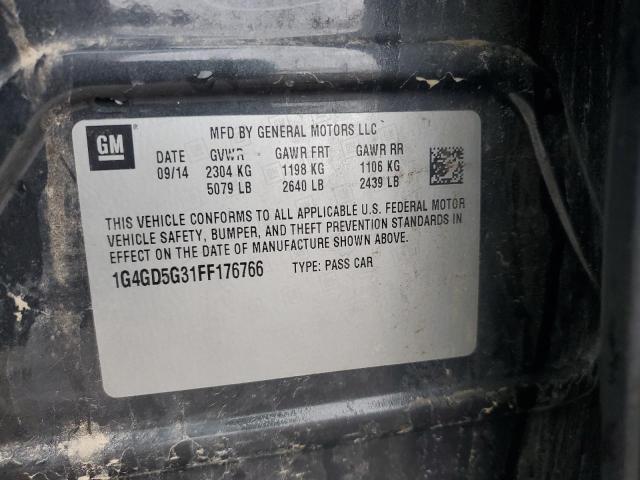 GM
MFD BY GENERAL MOTORS LLC
DATE GVWR GAWR FRT GAWR RR
09/14 2304 KG 1198 KG 1106 KG
5079 LB 2640 LB 2439 LB
THIS VEHICLE CONFORMS TO ALL APPLICABLE U.S. FEDERAL MOTOR
VEHICLE SAFETY, BUMPER, AND THEFT PREVENTION STANDARDS IN
EFFECT ON THE DATE OF MANUFACTURE SHOWN ABOVE.
1G4GD5G31FF176766 TYPE: PASS CAR